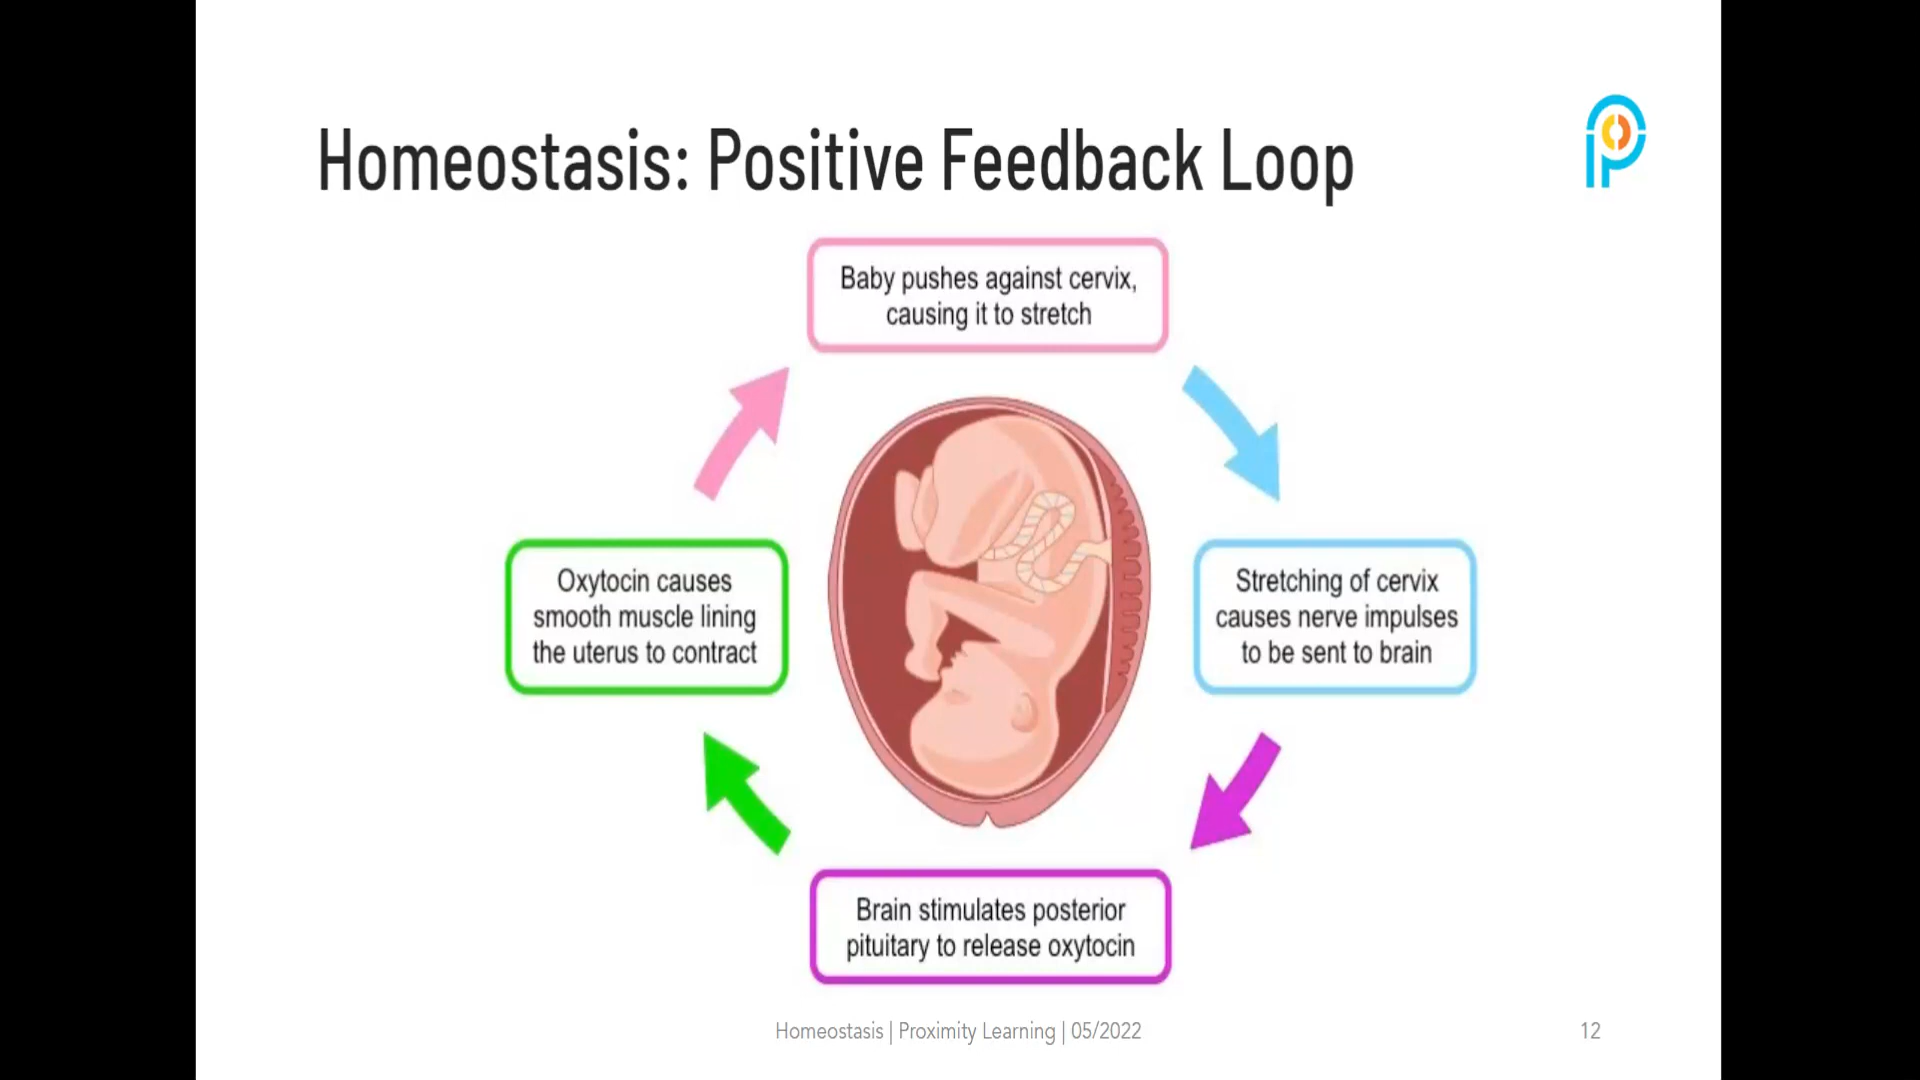 Homeostasis: Positive Feedback Loop
Baby pushes against cervix,
causing it to stretch
Stretching of cervix
causes nerve impulses
to be sent to brain
Brain stimulates posterior
pituitary to release oxytocin
Oxytocin causes
smooth muscle lining
the uterus to contract
Homeostasis | Proximity Learning | 05/2022
12